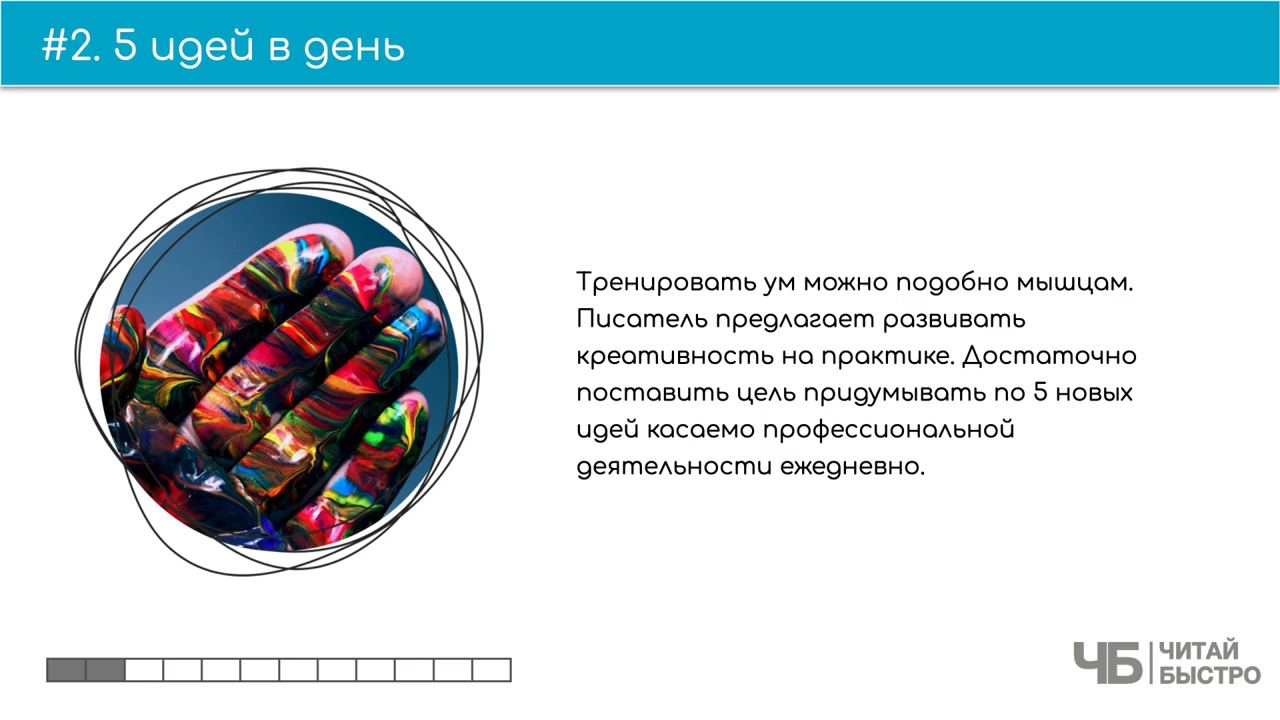 #2. 5 идей в день
Тренировать ум можно подобно мышцам.
Писатель предлагает развивать
креативность на практике. Достаточно
поставить цель придумывать по 5 новых
идей касаемо профессиональной
деятельности ежедневно.
ЧБ
ЧИТАЙ
БЫСТРО